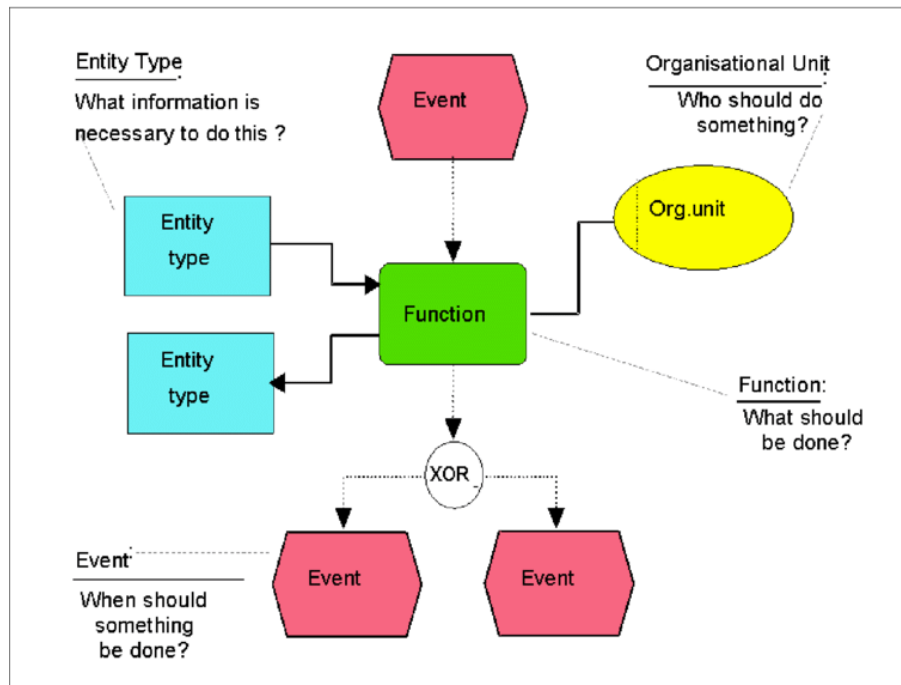 Entity Type:
What information is
necessary to do this ?
Event
Organisational Unit:
Who should do
something?
Entity
type
Org.unit
Function
Entity
type
Function:
What should
be done?
XOR
Event:
When should
something
be done?
Event
Event